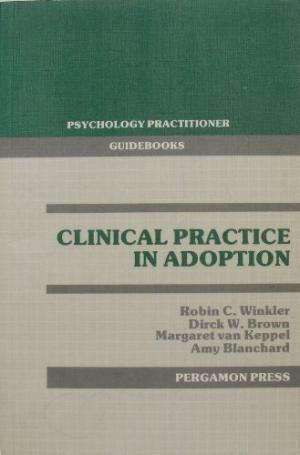 PSYCHOLOGY PRACTITIONER
GUIDEBOOKS
CLINICAL PRACTICE
IN ADOPTION
Robin C. Winkler
Dirck W. Brown
Margaret van Keppel
Amy Blanchard
PERGAMON PRESS